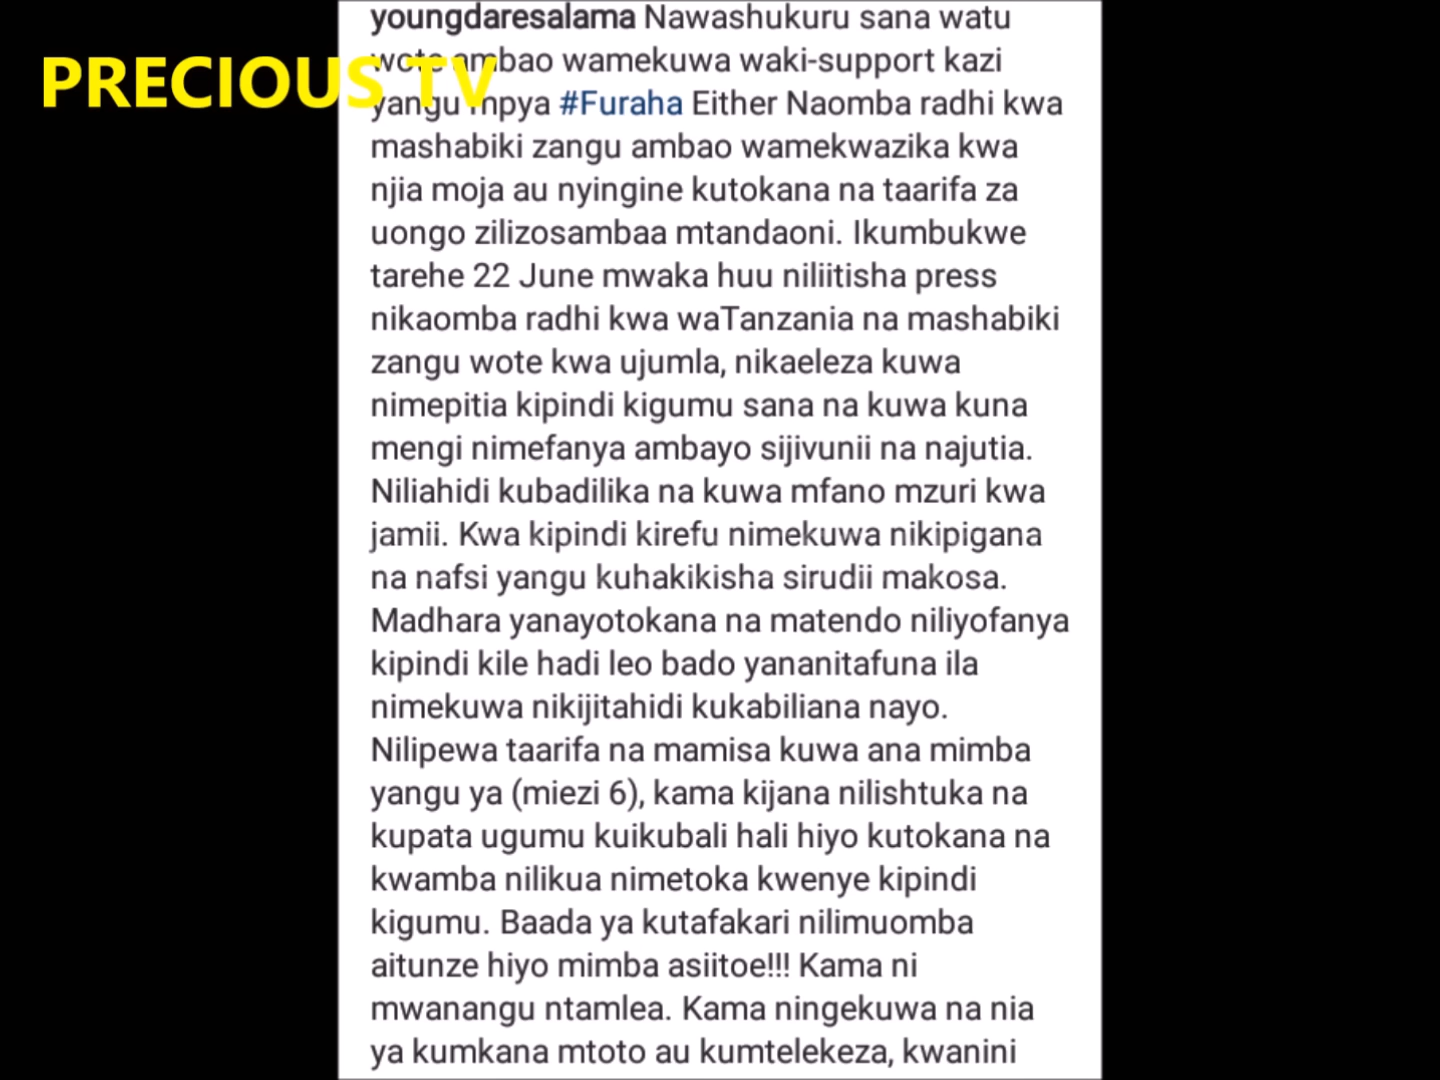 PRECIOUS TV
youngdaresalama Nawashukuru sana watu
wote ambao wamekuwa waki-support kazi
yangu mpya #Furaha Either Naomba radhi kwa
mashabiki zangu ambao wamekwazika kwa
njia moja au nyingine kutokana na taarifa za
uongo zilizosambaa mtandaoni. Ikumbukwe
tarehe 22 June mwaka huu niliitisha press
nikaomba radhi kwa waTanzania na mashabiki
zangu wote kwa ujumla, nikaeleza kuwa
nimepitia kipindi kigumu sana na kuwa kuna
mengi nimefanya ambayo sijivunii na najutia.
Niliahidi kubadilika na kuwa mfano mzuri kwa
jamii. Kwa kipindi kirefu nimekuwa nikipigana
na nafsi yangu kuhakikisha sirudii makosa.
Madhara yanayotokana na matendo niliyofanya
kipindi kile hadi leo bado yananitafuna ila
nimekuwa nikijitahidi kukabiliana nayo.
Nilipewa taarifa na mamisa kuwa ana mimba
yangu ya (miezi 6), kama kijana nilishtuka na
kupata ugumu kuikubali hali hiyo kutokana na
kwamba nilikua nimetoka kwenye kipindi
kigumu. Baada ya kutafakari nilimuomba
aitunze hiyo mimba asiitoe!!! Kama ni
mwanangu ntamlea. Kama ningekuwa na nia
ya kumkana mtoto au kumtelekeza, kwanini